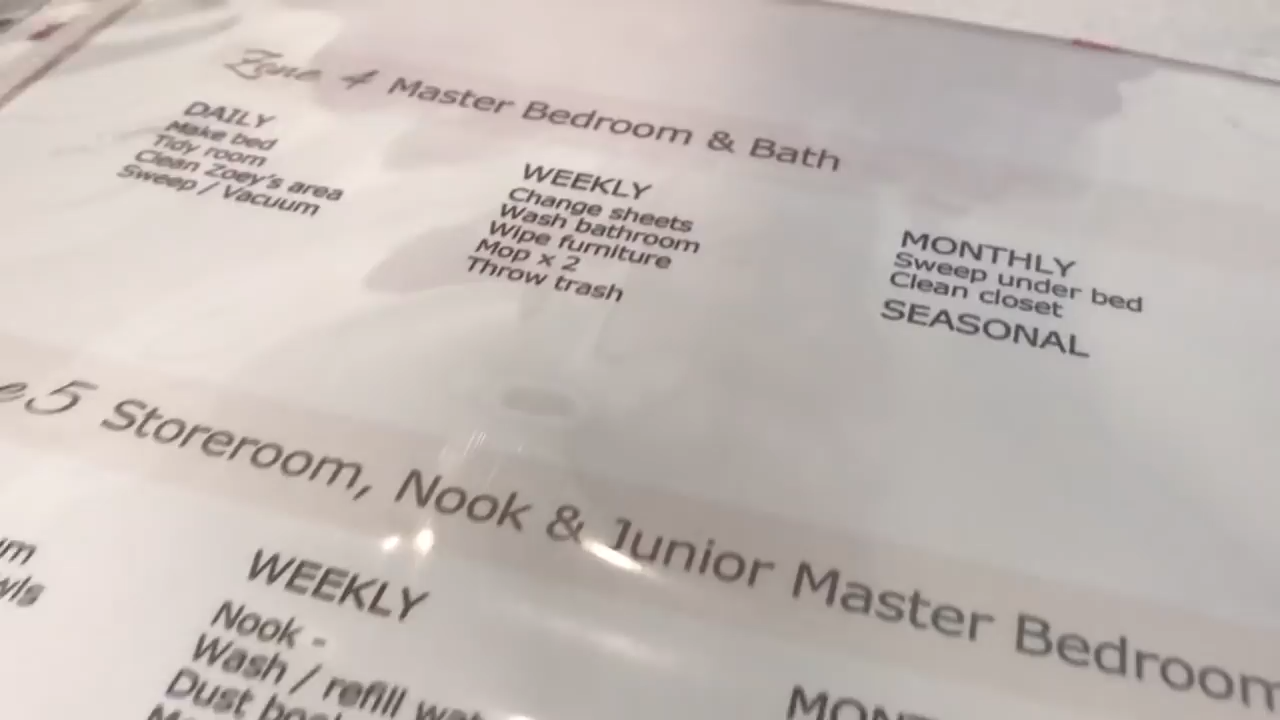 Zone 4 Master Bedroom & Bath
DAILY
Make bed
Tidy room
Clean Zoey's area
Sweep / Vacuum
WEEKLY
Change sheets
Wash bathroom
Wipe furniture
Mop x 2
Throw trash
MONTHLY
Sweep under bed
Clean closet
SEASONAL
5 Storeroom, Nook & Junior Master Bedroom
WEEKLY
Nook -
Wash / refill
Dust